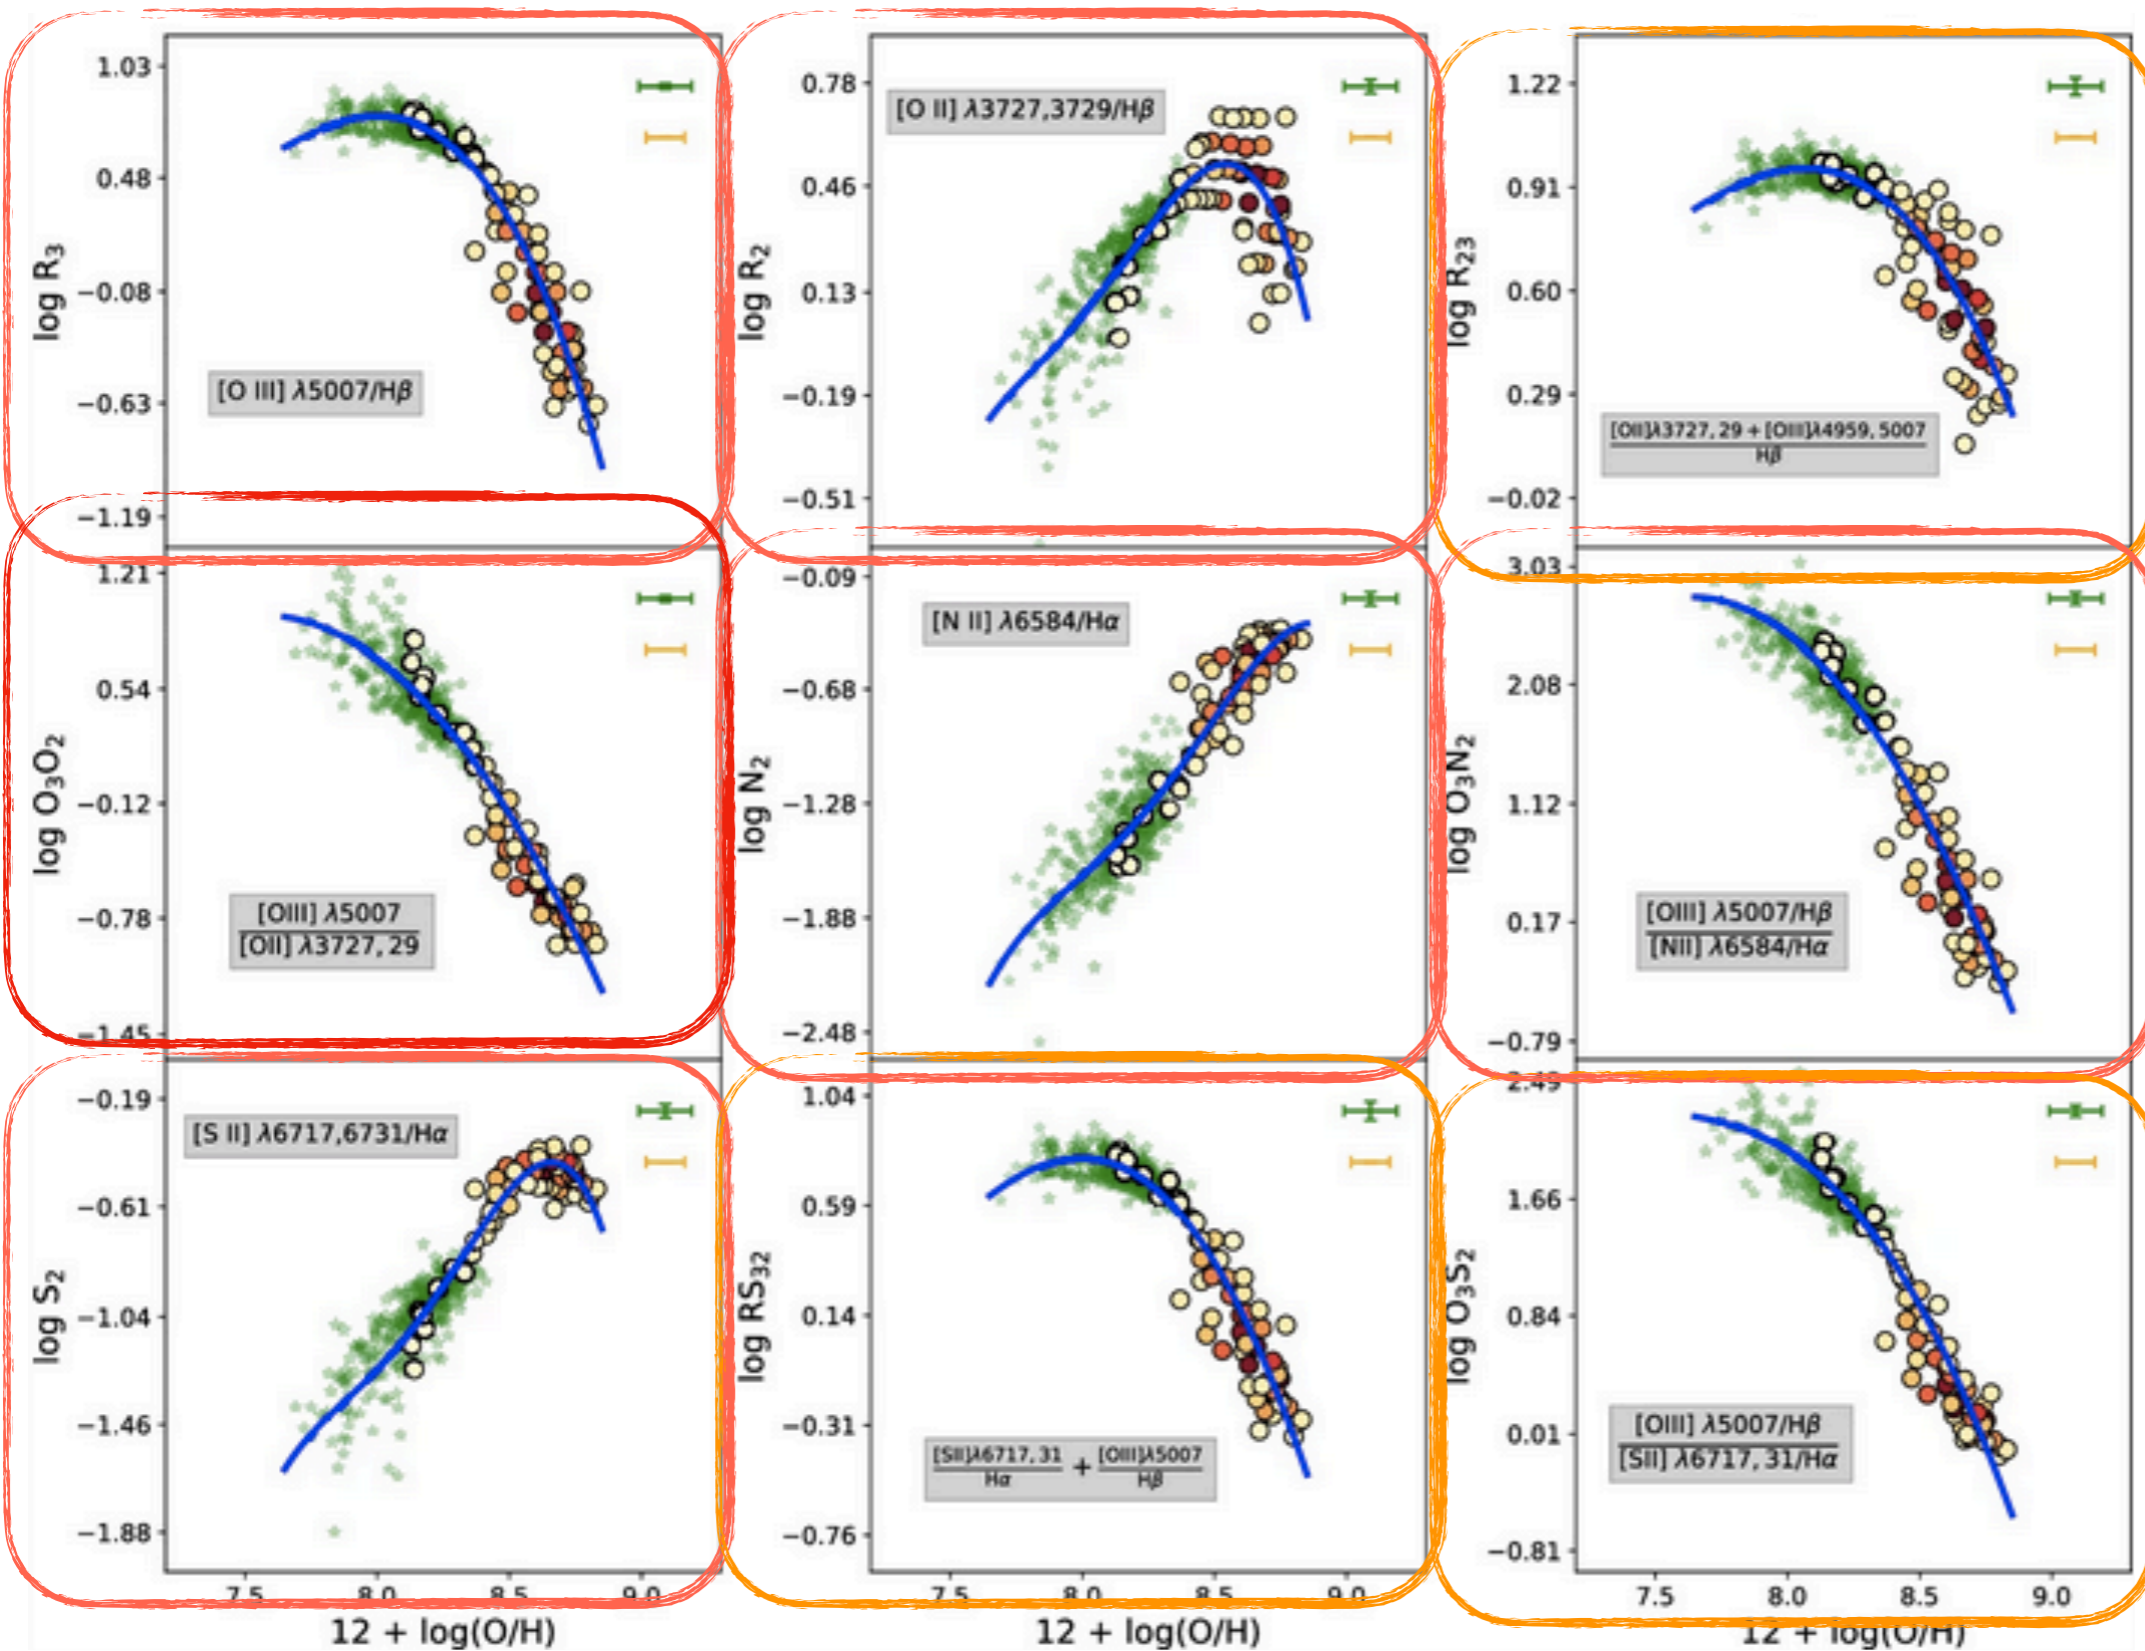 1.03
0.48
−0.08
−0.63
−1.19
log R3
[O III] λ5007/Hβ
0.78
0.46
0.13
−0.19
−0.51
log R2
[O II] λ3727,3729/Hβ
1.22
0.91
0.60
0.29
−0.02
log R23
[OII]λ3727, 29 + [OIII]λ4959, 5007
Hβ
1.21
0.54
−0.12
−0.78
−1.45
log O3O2
[OIII] λ5007
[OII] λ3727, 29
−0.09
−0.68
−1.28
−1.88
−2.48
log N2
[N II] λ6584/Hα
3.03
2.08
1.12
0.17
−0.79
log O3N2
[OIII] λ5007/Hβ
[NII] λ6584/Hα
−0.19
−0.61
−1.04
−1.46
−1.88
log S2
[S II] λ6717,6731/Hα
7.5 8.0 8.5 9.0
12 + log(O/H)
1.04
0.59
0.14
−0.31
−0.76
log RS32
[SII]λ6717, 31 + [OIII]λ5007
Hα Hβ
7.5 8.0 8.5 9.0
12 + log(O/H)
2.49
1.66
0.84
0.01
−0.81
log O3S2
[OIII] λ5007/Hβ
[SII] λ6717, 31/Hα
7.5 8.0 8.5 9.0
12 + log(O/H)